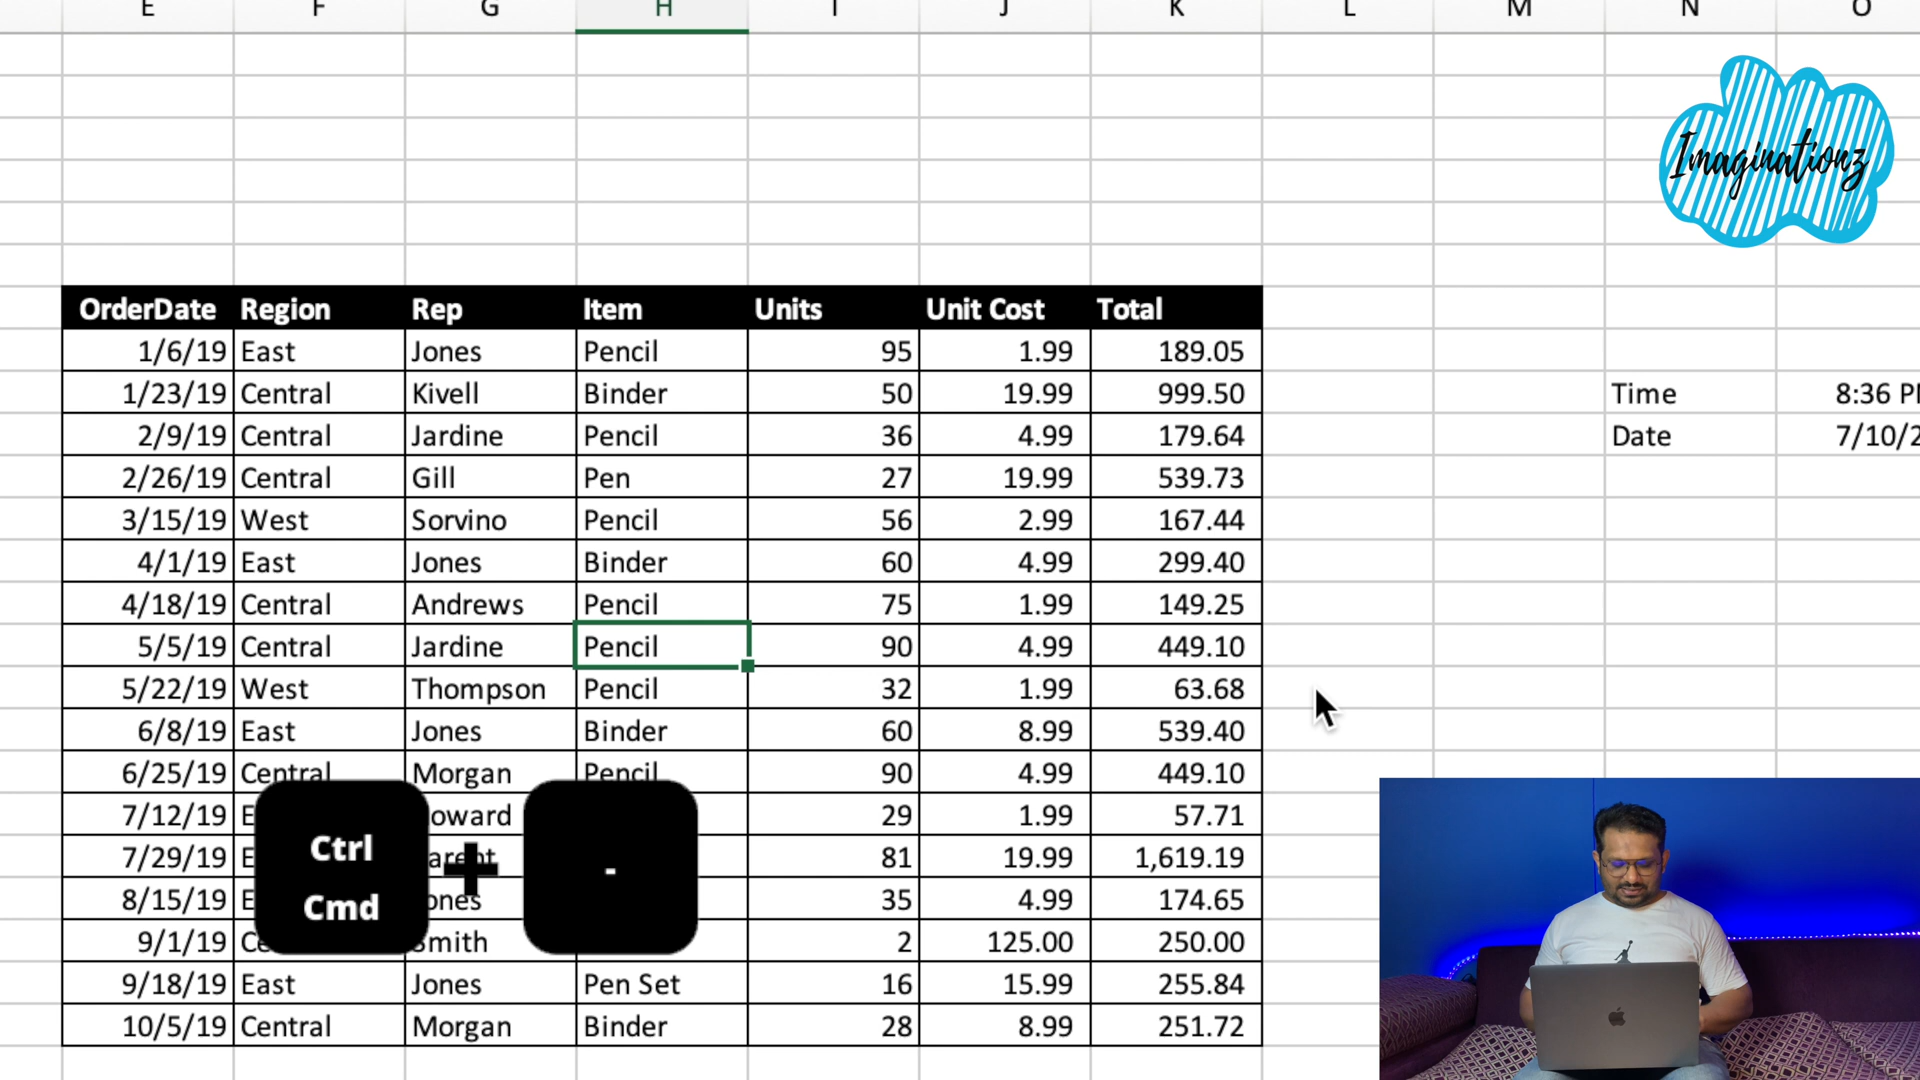 E F G H I J K L M N O
Imaginationz
OrderDate Region Rep Item Units Unit Cost Total
1/6/19 East Jones Pencil 95 1.99 189.05
1/23/19 Central Kivell Binder 50 19.99 999.50 Time 8:36
2/9/19 Central Jardine Pencil 36 4.99 179.64 Date
2/26/19 Central Gill Pen 27 19.99 539.73
3/15/19 West Sorvino Pencil 56 2.99 167.44
4/1/19 East Jones Binder 60 4.99 299.40
4/18/19 Central Andrews Pencil 75 1.99 149.25
5/5/19 Central Jardine Pencil 90 4.99 449.10
5/22/19 West Thompson Pencil 32 1.99 63.68
6/8/19 East Jones Binder 60 8.99 539.40
6/25/19 Central Morgan Pencil 90 4.99 449.10
7/12/19 29 1.99 57.71
7/29/19 81 19.99 1,619.19
8/15/19 35 4.99 174.65
9/1/19 Smith 2 125.00 250.00
9/18/19 East Jones Pen Set 16 15.99 255.84
10/5/19 Central Morgan Binder 28 8.99 251.72
Ctrl
Cmd
+
-